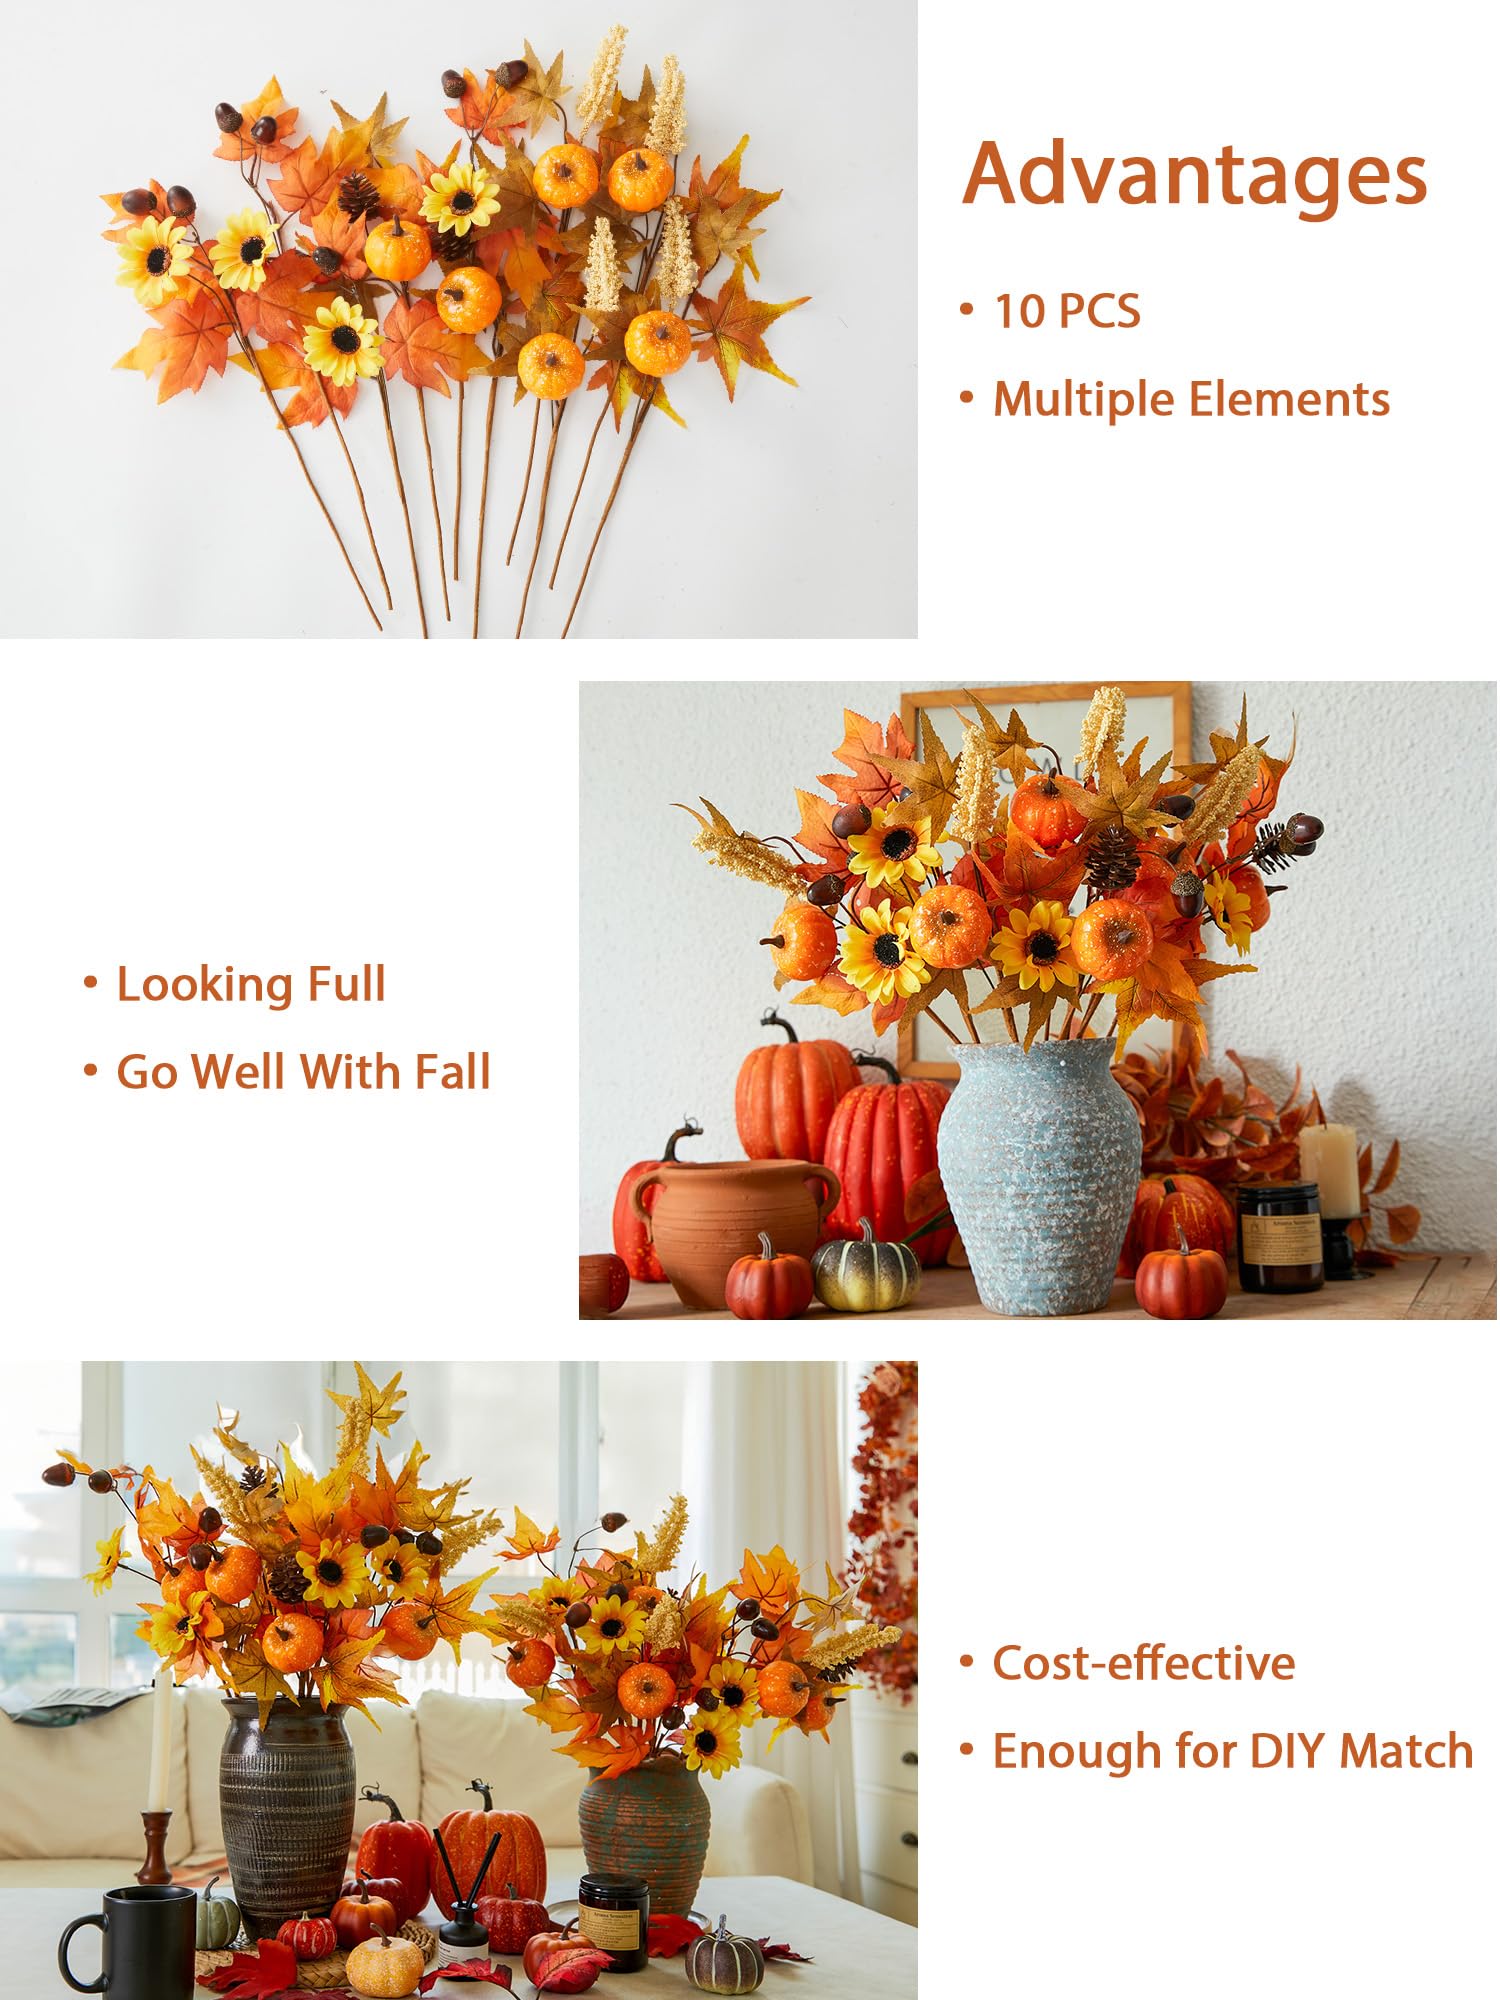 Advantages
• 10 PCS
• Multiple Elements
• Looking Full
• Go Well With Fall
• Cost-effective
• Enough for DIY Match